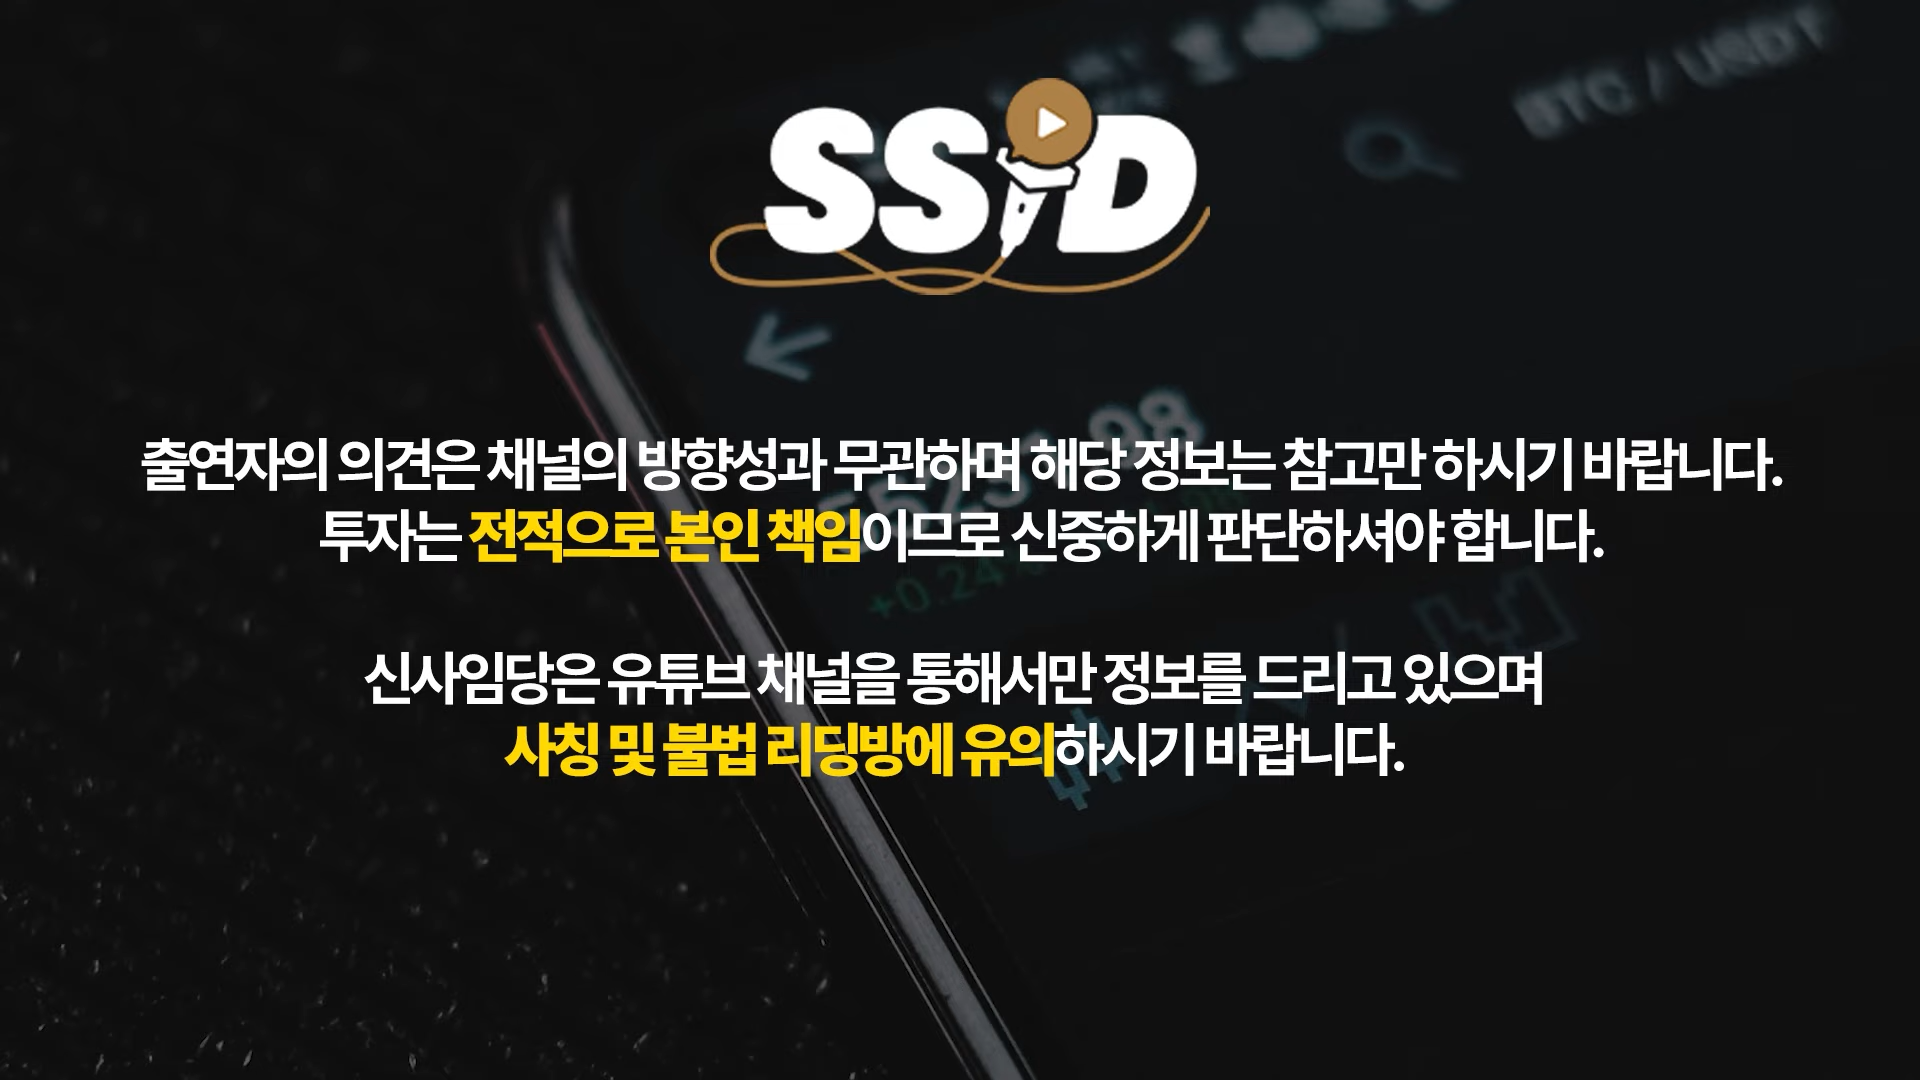 SSiD
BTC / USDT
출연자의 의견은 채널의 방향성과 무관하며 해당 정보는 참고만 하시기 바랍니다.
투자는 전적으로 본인 책임이므로 신중하게 판단하셔야 합니다.
+0.24
신사임당은 유튜브 채널을 통해서만 정보를 드리고 있으며
사칭 및 불법 리딩방에 유의하시기 바랍니다.